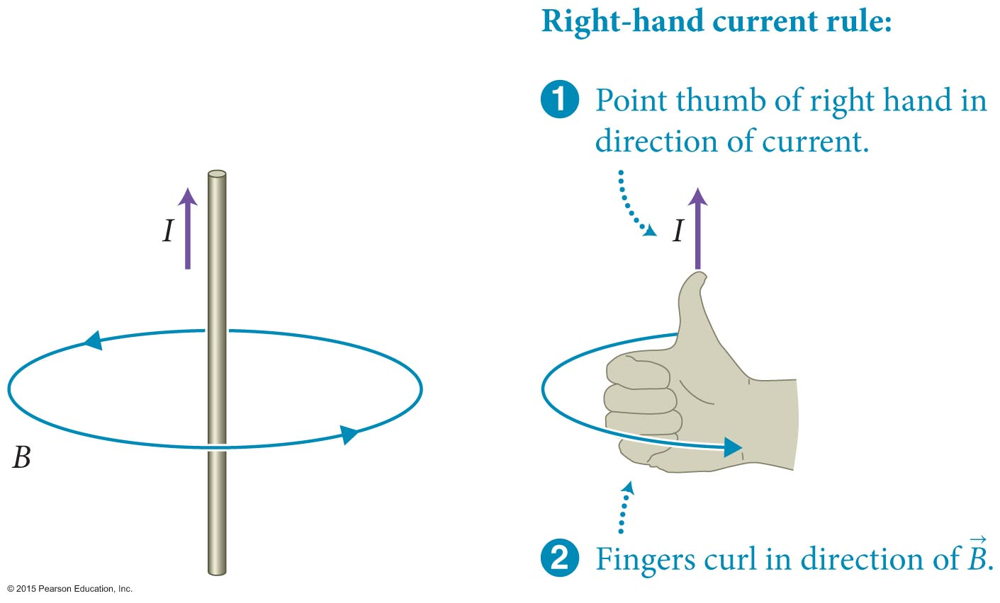 Right-hand current rule:
1 Point thumb of right hand in
direction of current.
I
I
B
2 Fingers curl in direction of B⃗.
© 2015 Pearson Education, Inc.